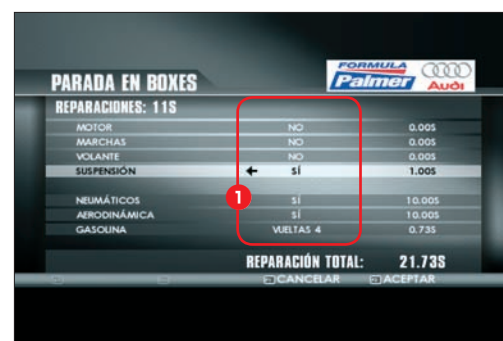 FORMULA
Palmer Audi
PARADA EN BOXES
REPARACIONES: 11S
MOTOR NO 0.00S
MARCHAS NO 0.00S
VOLANTE NO 0.00S
SUSPENSIÓN ← SÍ 1.00S
1
NEUMÁTICOS SÍ 10.00S
AERODINÁMICA SÍ 10.00S
GASOLINA VUELTAS 4 0.73S
REPARACIÓN TOTAL: 21.73S
CANCELAR ACEPTAR